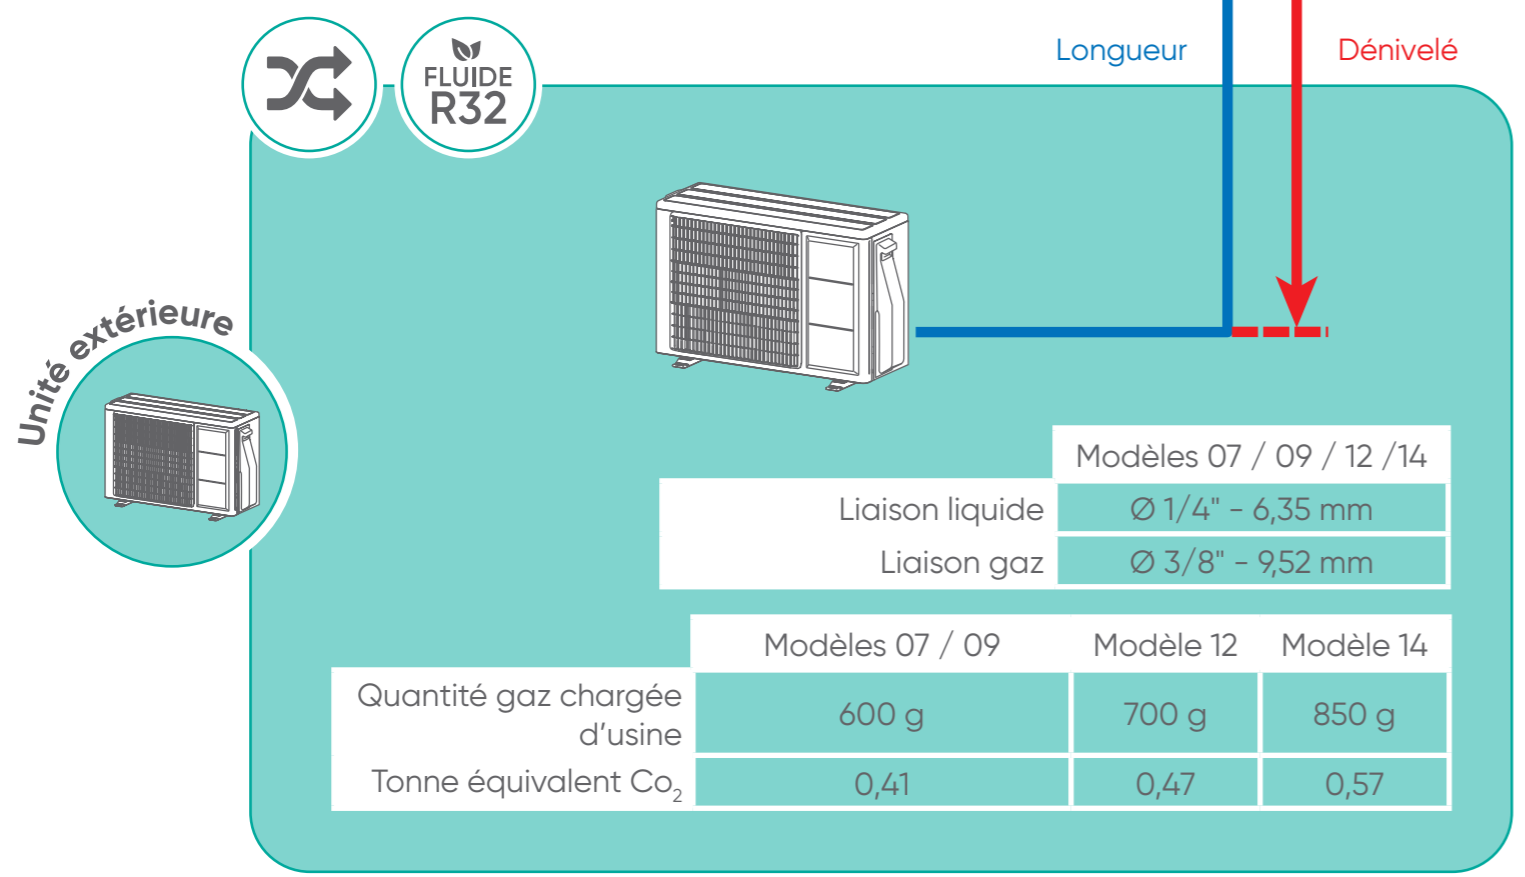 Longueur
Dénivelé
FLUIDE
R32
Unité extérieure
Modèles 07 / 09 / 12 /14
Liaison liquide Ø 1/4" - 6,35 mm
Liaison gaz Ø 3/8" - 9,52 mm
Modèles 07 / 09 Modèle 12 Modèle 14
Quantité gaz chargée
d’usine 600 g 700 g 850 g
Tonne équivalent Co₂ 0,41 0,47 0,57